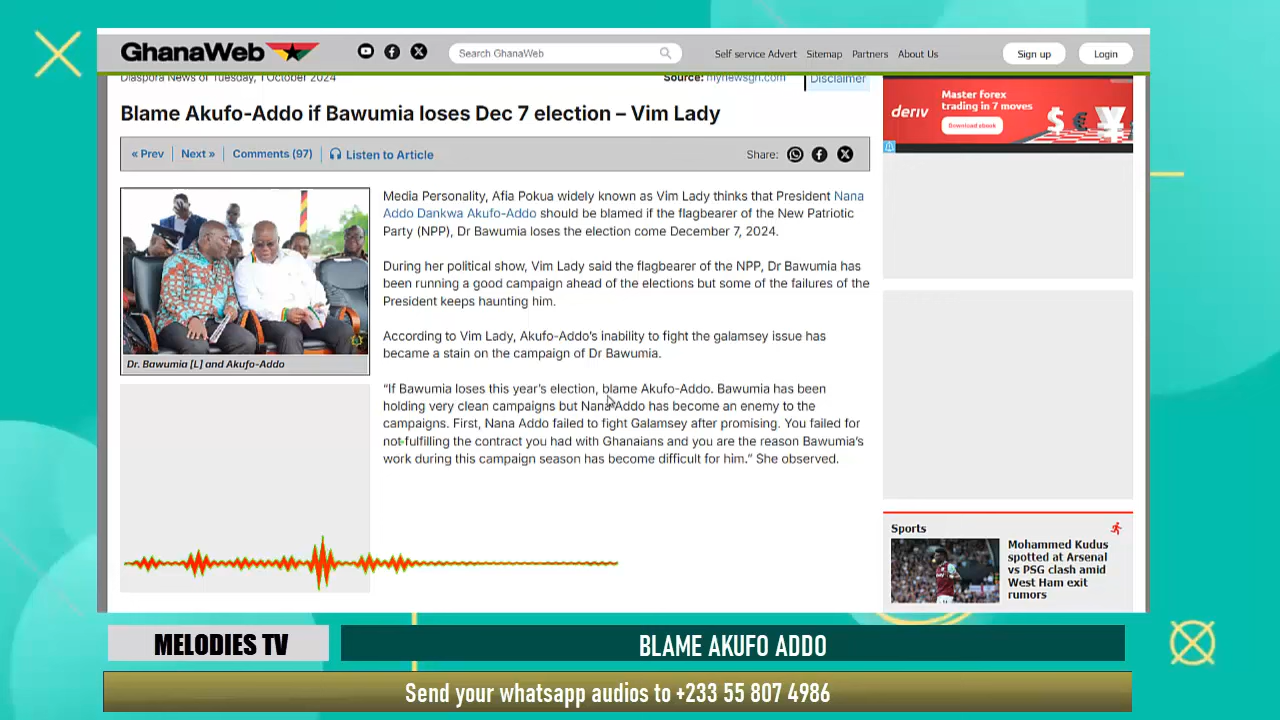 GhanaWeb
Search GhanaWeb
Self service Advert Sitemap Partners About Us
Sign up
Login
Diaspora News of Tuesday, 1 October 2024
Source: mynewsgh.com
Disclaimer
Blame Akufo-Addo if Bawumia loses Dec 7 election – Vim Lady
« Prev Next » Comments (97) Listen to Article
Share:
Dr. Bawumia [L] and Akufo-Addo
Media Personality, Afia Pokua widely known as Vim Lady thinks that President Nana
Addo Dankwa Akufo-Addo should be blamed if the flagbearer of the New Patriotic
Party (NPP), Dr Bawumia loses the election come December 7, 2024.
During her political show, Vim Lady said the flagbearer of the NPP, Dr Bawumia has
been running a good campaign ahead of the elections but some of the failures of the
President keeps haunting him.
According to Vim Lady, Akufo-Addo's inability to fight the galamsey issue has
became a stain on the campaign of Dr Bawumia.
“If Bawumia loses this year’s election, blame Akufo-Addo. Bawumia has been
holding very clean campaigns but Nana Addo has become an enemy to the
campaigns. First, Nana Addo failed to fight Galamsey after promising. You failed for
not fulfilling the contract you had with Ghanaians and you are the reason Bawumia’s
work during this campaign season has become difficult for him.” She observed.
deriv
Master forex
trading in 7 moves
Download ebook
Sports
Mohammed Kudus
spotted at Arsenal
vs PSG clash amid
West Ham exit
rumors
MELODIES TV
BLAME AKUFO ADDO
Send your whatsapp audios to +233 55 807 4986